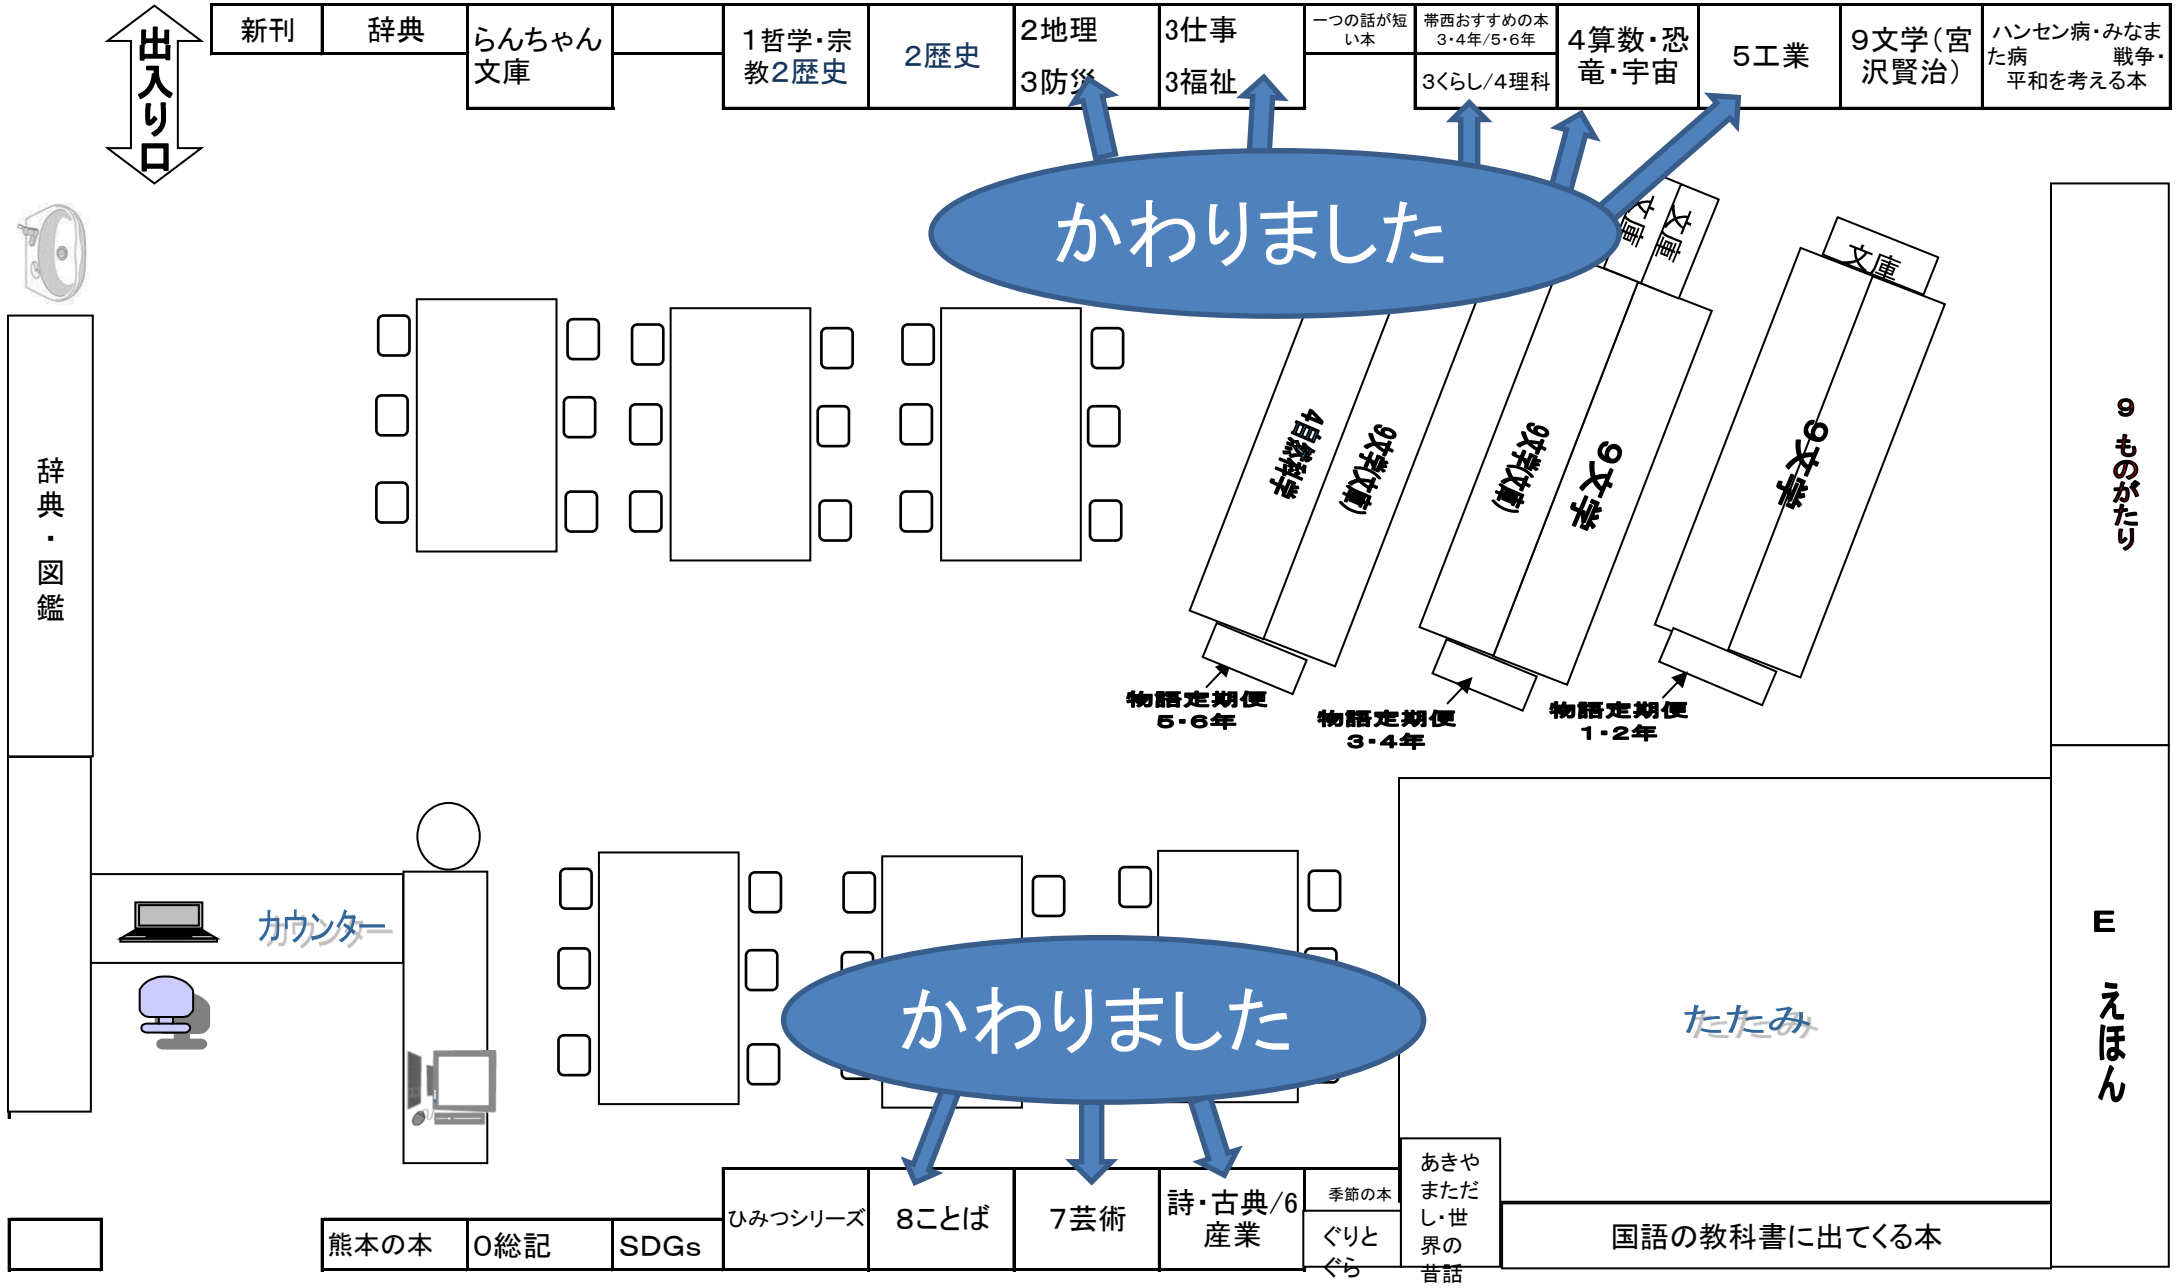 出入り口
新刊
辞典
らんちゃん
文庫
1哲学・宗
教2歴史
2歴史
2地理
3防災
3仕事
3福祉
一つの話が短
い本
帯西おすすめの本
3・4年/5・6年
3くらし/4理科
4算数・恐
竜・宇宙
5工業
9文学(宮
沢賢治)
ハンセン病・みなま
た病 戦争・
平和を考える本
かわりました
文庫
文庫
文庫
辞典・図鑑
4自然科学
9文学(文庫)
9文学(文庫)
9文学
9文学
9 ものがたり
物語定期便
5・6年
物語定期便
3・4年
物語定期便
1・2年
カウンター
かわりました
たたみ
E えほん
熊本の本
0総記
SDGs
ひみつシリーズ
8ことば
7芸術
詩・古典/6
産業
季節の本
ぐりと
ぐら
あきや
まただ
し・世
界の
昔話
国語の教科書に出てくる本